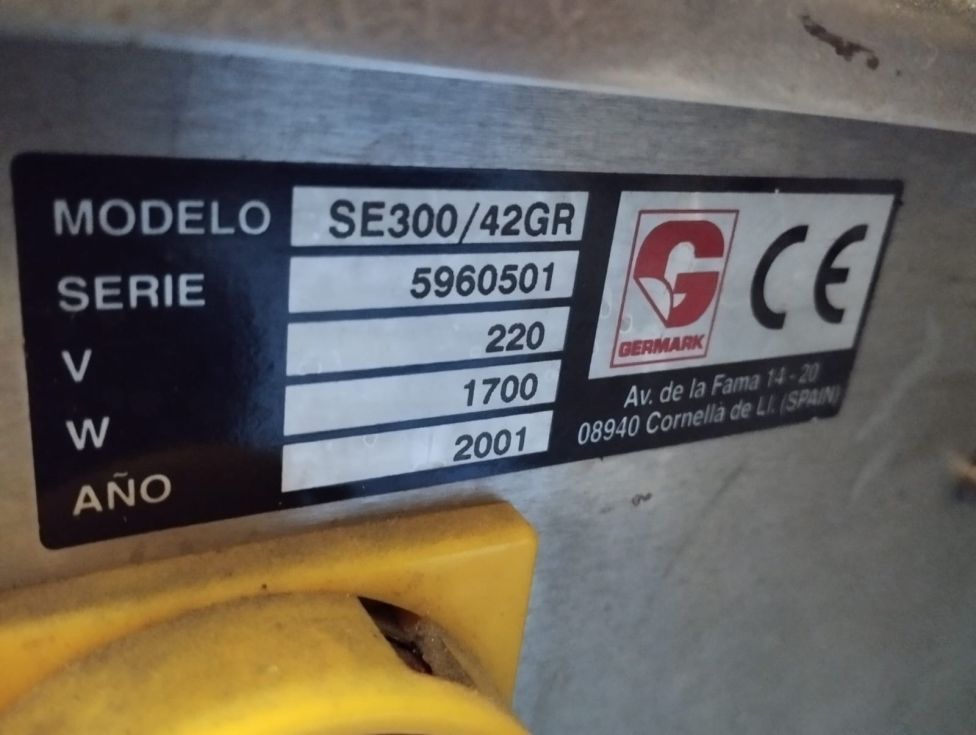 MODELO SE300/42GR
SERIE 5960501
V 220
W 1700
AÑO 2001
G
GERMARK
CE
Av. de la Fama 14-20
08940 Cornellá de Ll. (SPAIN)